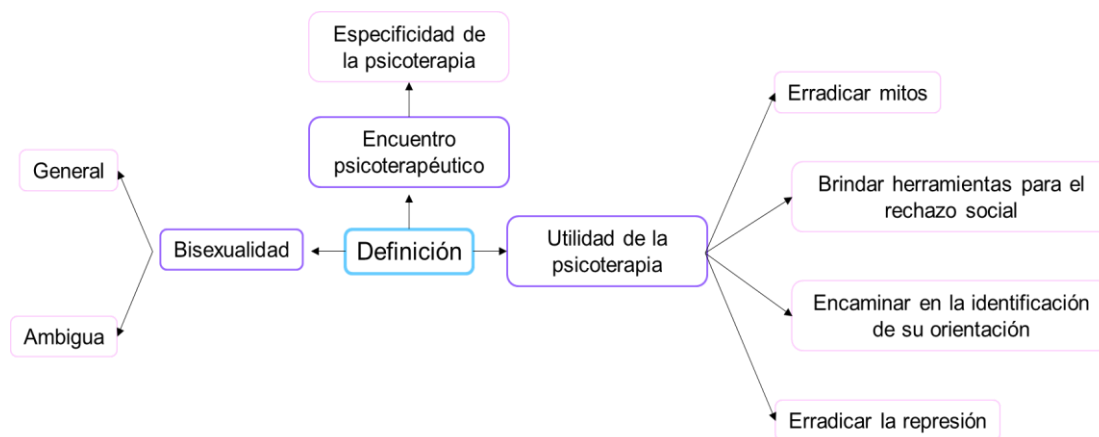 Especificidad de
la psicoterapia
Encuentro
psicoterapéutico
Definición
Bisexualidad
General
Ambigua
Utilidad de la
psicoterapia
Erradicar mitos
Brindar herramientas para el
rechazo social
Encaminar en la identificación
de su orientación
Erradicar la represión